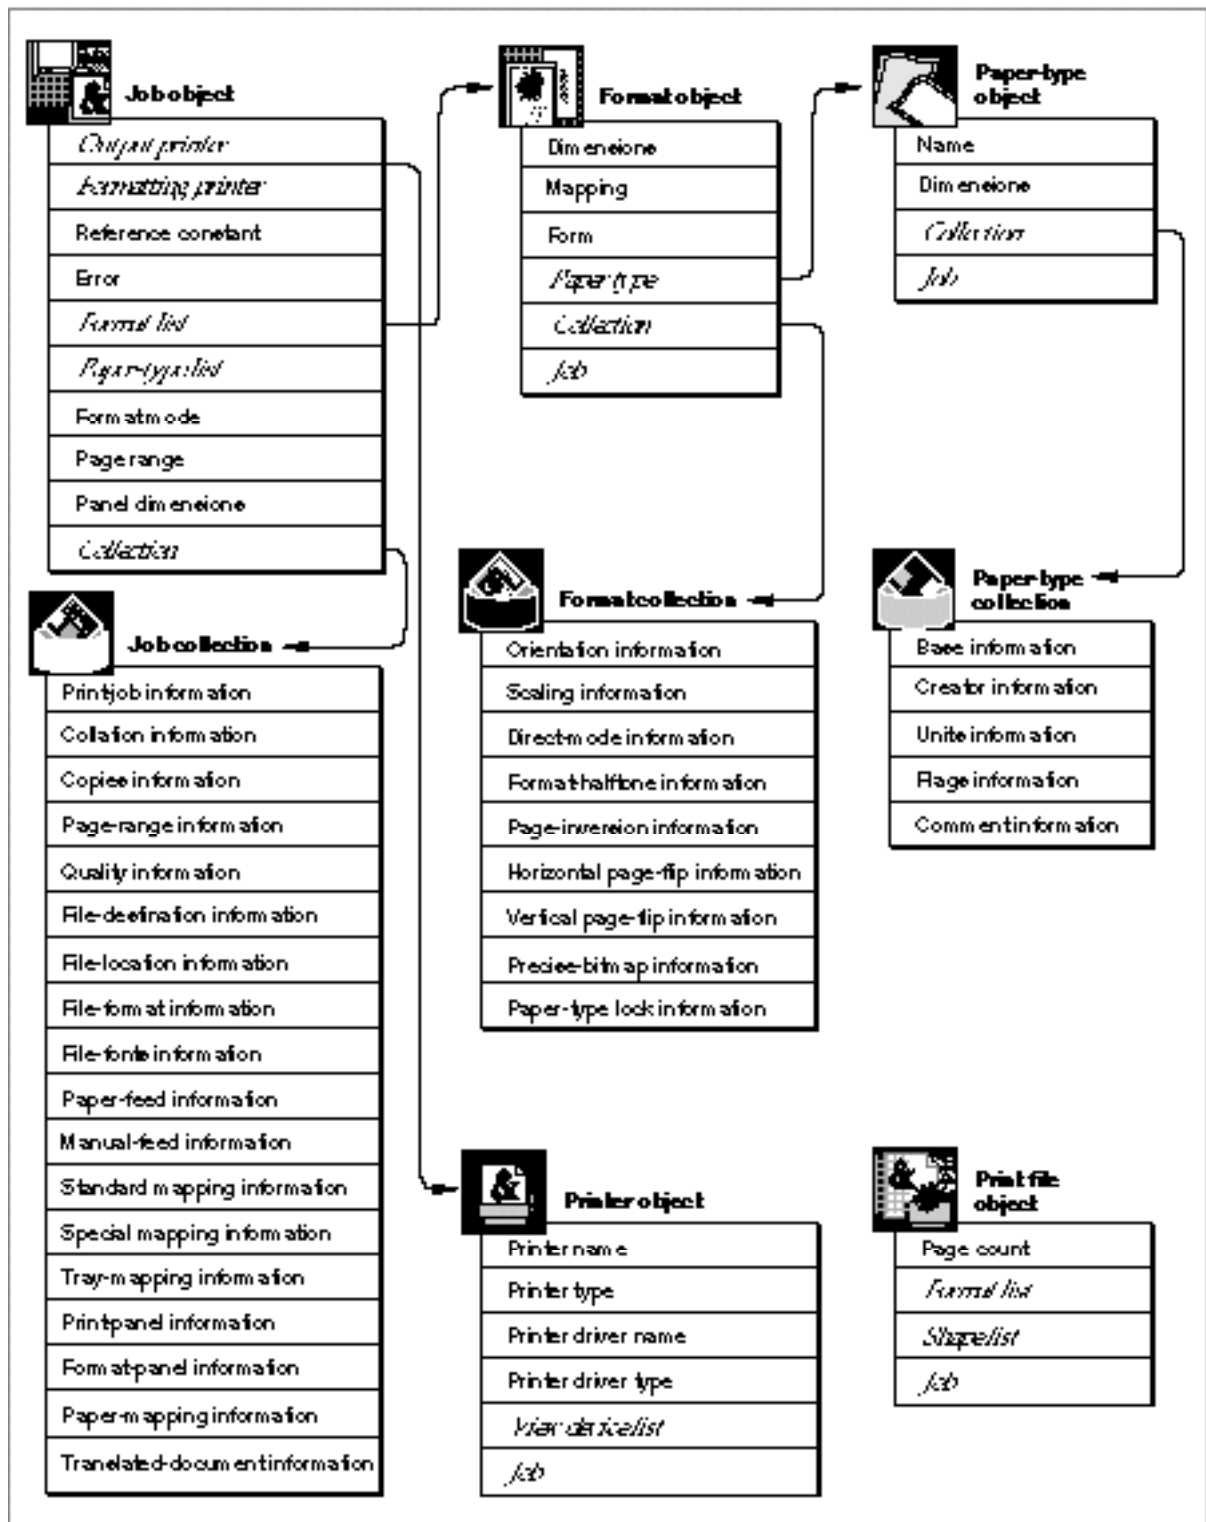 Job object
Output printer
Formatting printer
Reference constant
Error
Format list
Paper-type list
Format mode
Page range
Panel dimensions
Collection
Format object
Dimensions
Mapping
Form
Paper type
Collection
Job
Paper-type
object
Name
Dimensions
Collection
Job
Job collection
Print-job information
Collation information
Copies information
Page-range information
Quality information
File-destination information
File-location information
File-format information
File-fonts information
Paper-feed information
Manual-feed information
Standard mapping information
Special mapping information
Tray-mapping information
Print-panel information
Format-panel information
Paper-mapping information
Translated-document information
Format collection
Orientation information
Scaling information
Direct-mode information
Format-halftone information
Page-inversion information
Horizontal page-flip information
Vertical page-flip information
Precise-bitmap information
Paper-type lock information
Paper-type
collection
Base information
Creator information
Units information
Flags information
Comment information
Printer object
Printer name
Printer type
Printer driver name
Printer driver type
View device list
Job
Print file
object
Page count
Format list
Shape list
Job